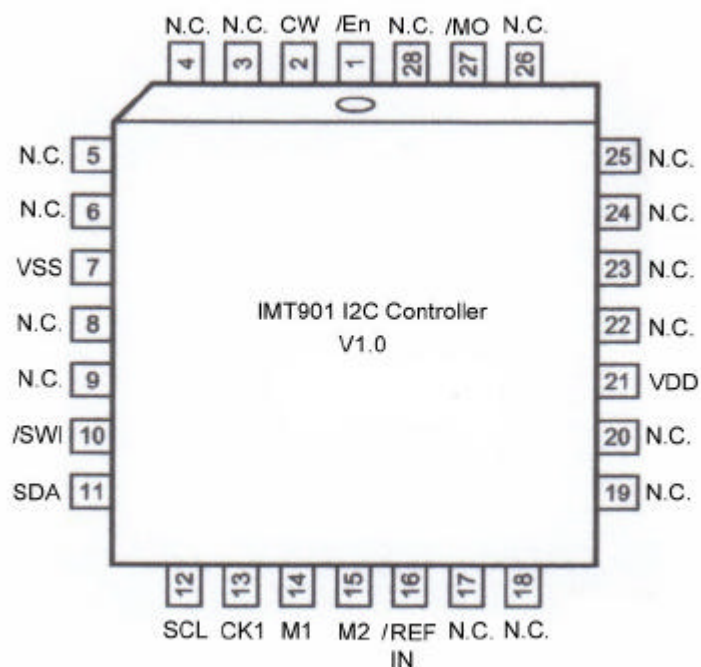 N.C. N.C. CW /En N.C. /MO N.C.
4 3 2 1 28 27 26
N.C. 5 25 N.C.
N.C. 6 24 N.C.
VSS 7 23 N.C.
IMT901 I2C Controller
N.C. 8 22 N.C.
V1.0
N.C. 9 21 VDD
/SWI 10 20 N.C.
SDA 11 19 N.C.
12 13 14 15 16 17 18
SCL CK1 M1 M2 /REF N.C. N.C.
IN